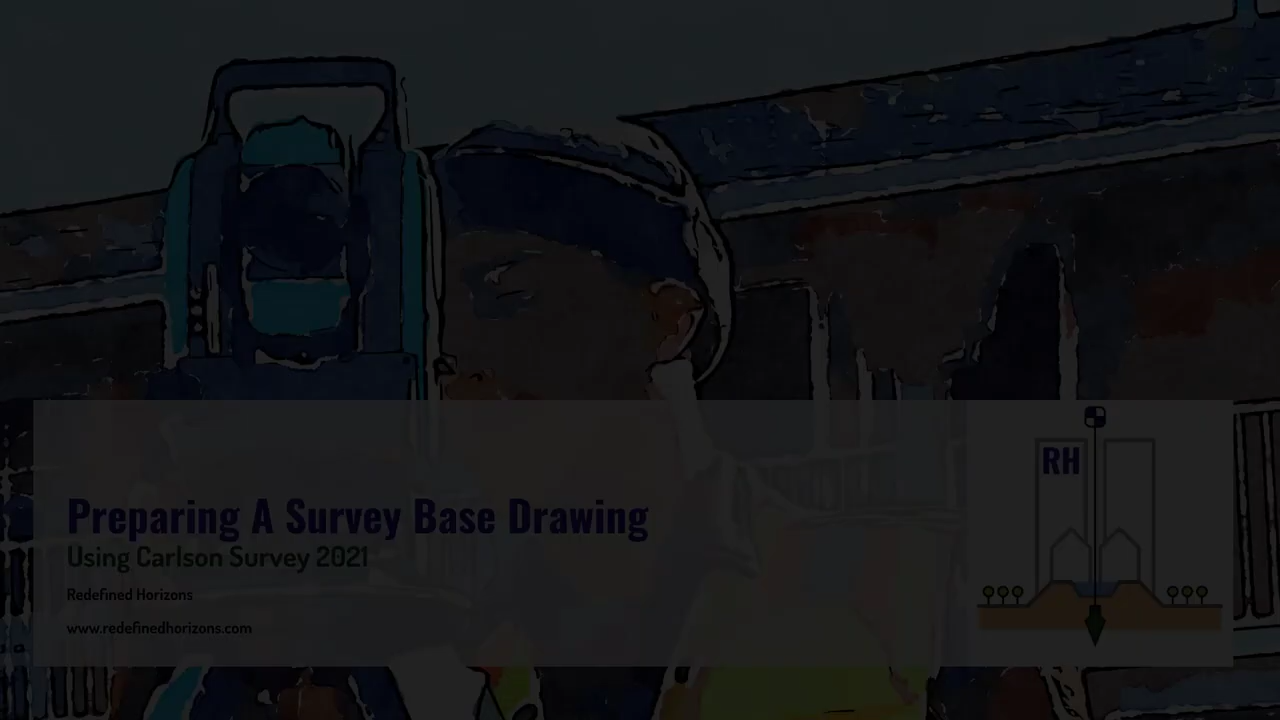 RH
Preparing A Survey Base Drawing
Using Carlson Survey 2021
Redefined Horizons
www.redefinedhorizons.com